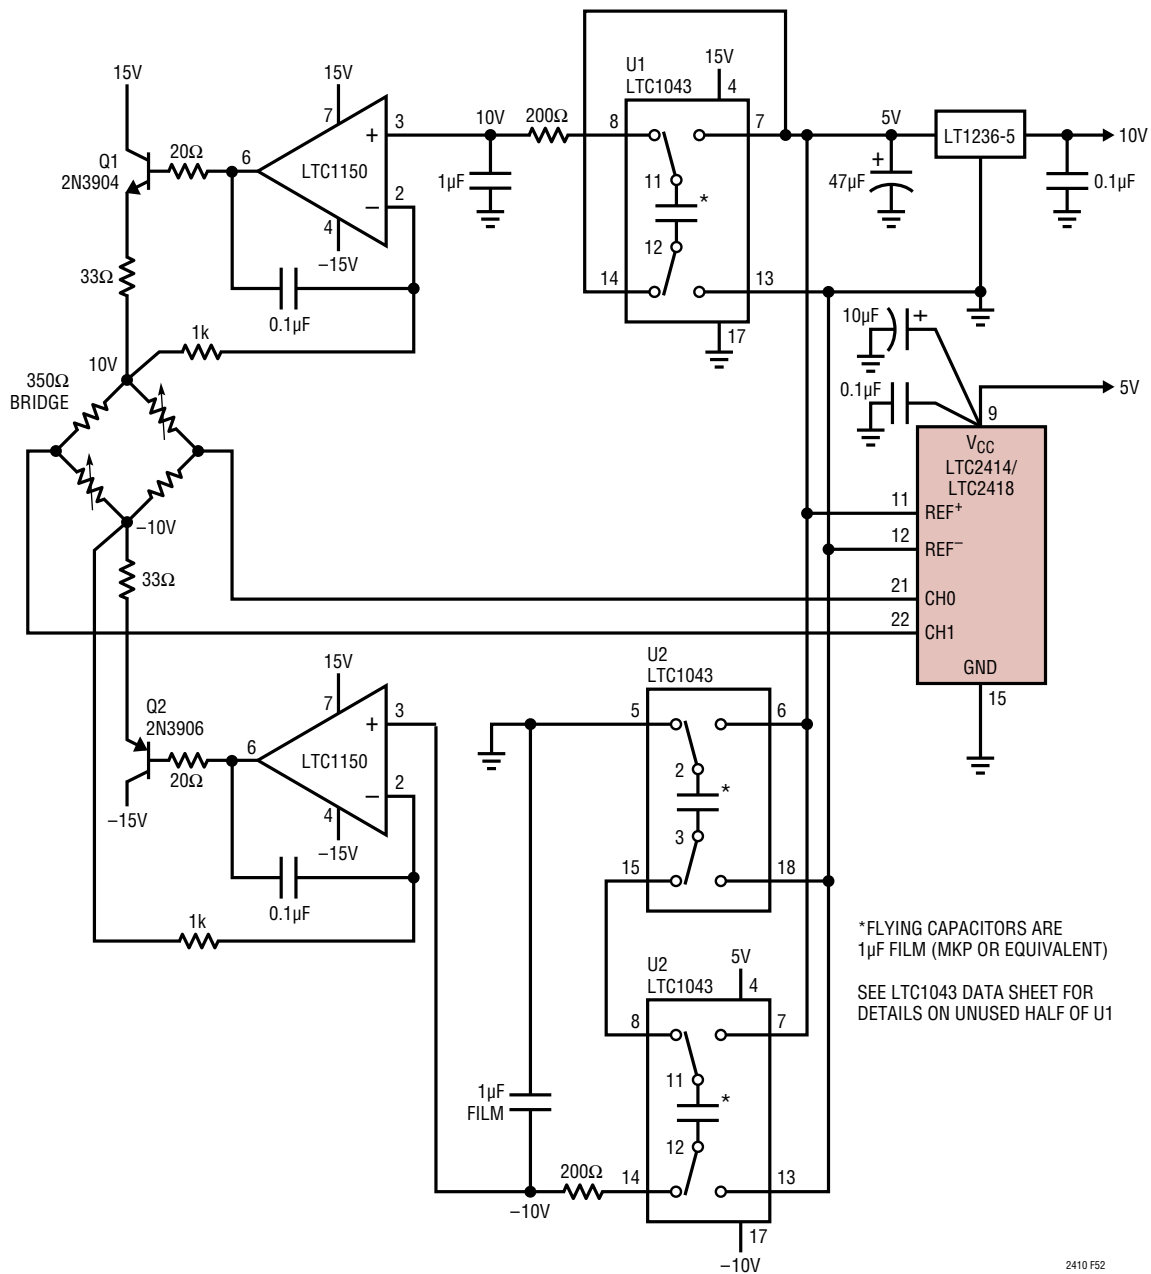 15V
Q1
2N3904
20Ω
6
15V
7
LTC1150
+
3
2
–
4
–15V
0.1µF
33Ω
1k
10V
1µF
200Ω
U1
LTC1043
15V
4
8
7
11
*
12
14
13
17
5V
+
47µF
LT1236-5
10V
0.1µF
10V
350Ω
BRIDGE
–10V
33Ω
10µF
+
0.1µF
5V
9
VCC
LTC2414/
LTC2418
11
REF+
12
REF–
21
CH0
22
CH1
GND
15
Q2
2N3906
20Ω
–15V
6
15V
7
LTC1150
+
3
2
–
4
–15V
0.1µF
1k
U2
LTC1043
5
6
2
*
3
15
18
1µF
FILM
–10V
200Ω
U2
LTC1043
5V
4
8
7
11
*
12
14
13
17
–10V
*FLYING CAPACITORS ARE
1µF FILM (MKP OR EQUIVALENT)
SEE LTC1043 DATA SHEET FOR
DETAILS ON UNUSED HALF OF U1
2410 F52